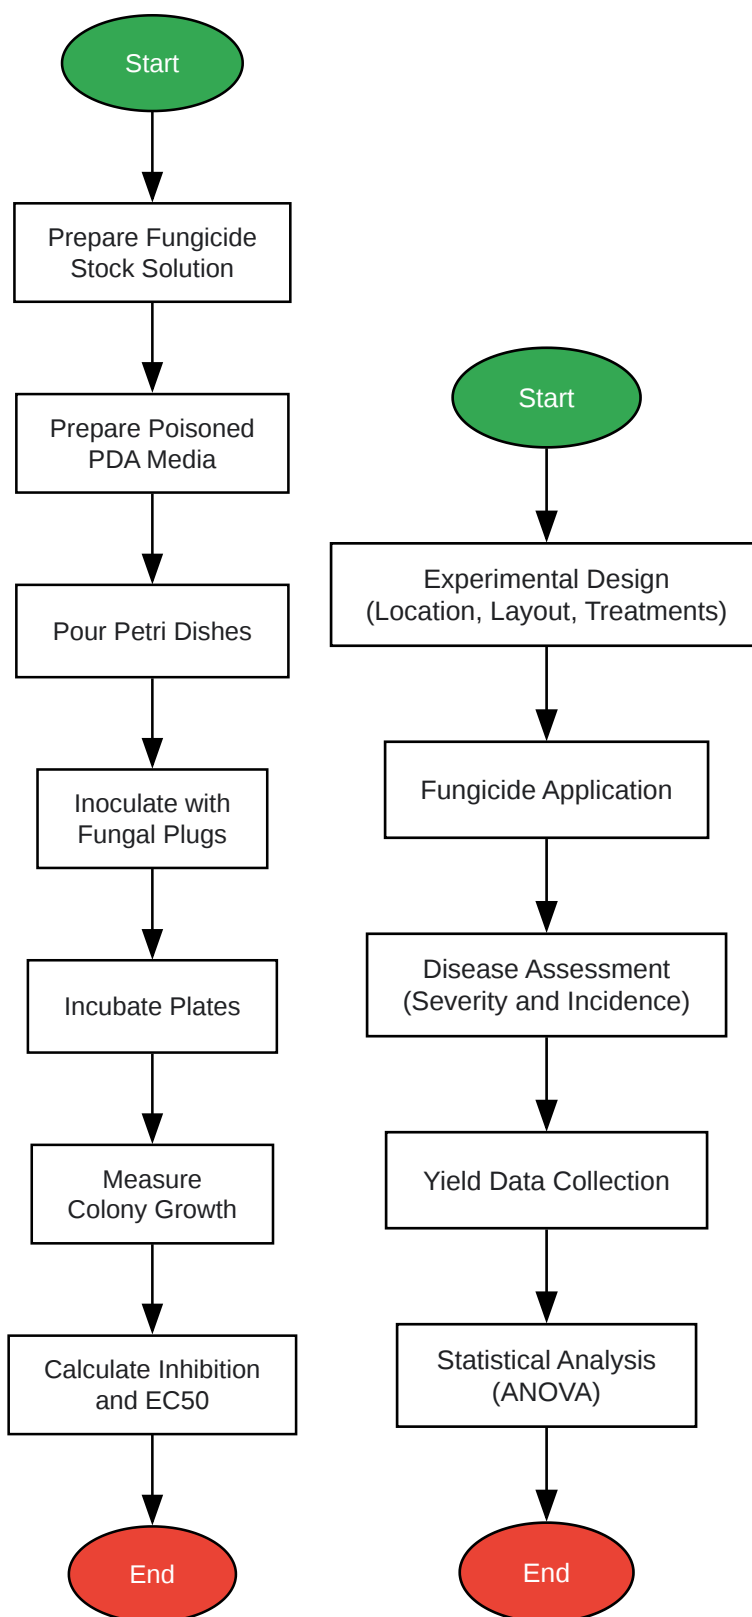 Start
Prepare Fungicide
Stock Solution
Prepare Poisoned
PDA Media
Pour Petri Dishes
Inoculate with
Fungal Plugs
Incubate Plates
Measure
Colony Growth
Calculate Inhibition
and EC50
End
Start
Experimental Design
(Location, Layout, Treatments)
Fungicide Application
Disease Assessment
(Severity and Incidence)
Yield Data Collection
Statistical Analysis
(ANOVA)
End